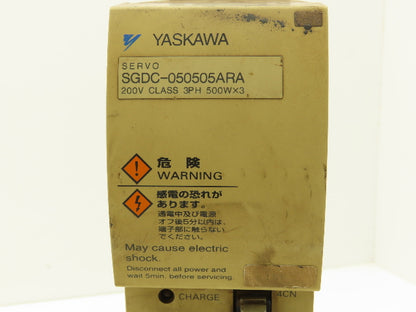 YASKAWA
SERVO
SGDC-050505ARA
200V CLASS 3PH 500W×3
危険
WARNING
感電の恐れが
あります。
通電中及び電源
オフ後5分以内は、
端子部に触らない
でください。
May cause electric
shock.
Disconnect all power and
wait 5min. before servicing.
CHARGE
4CN